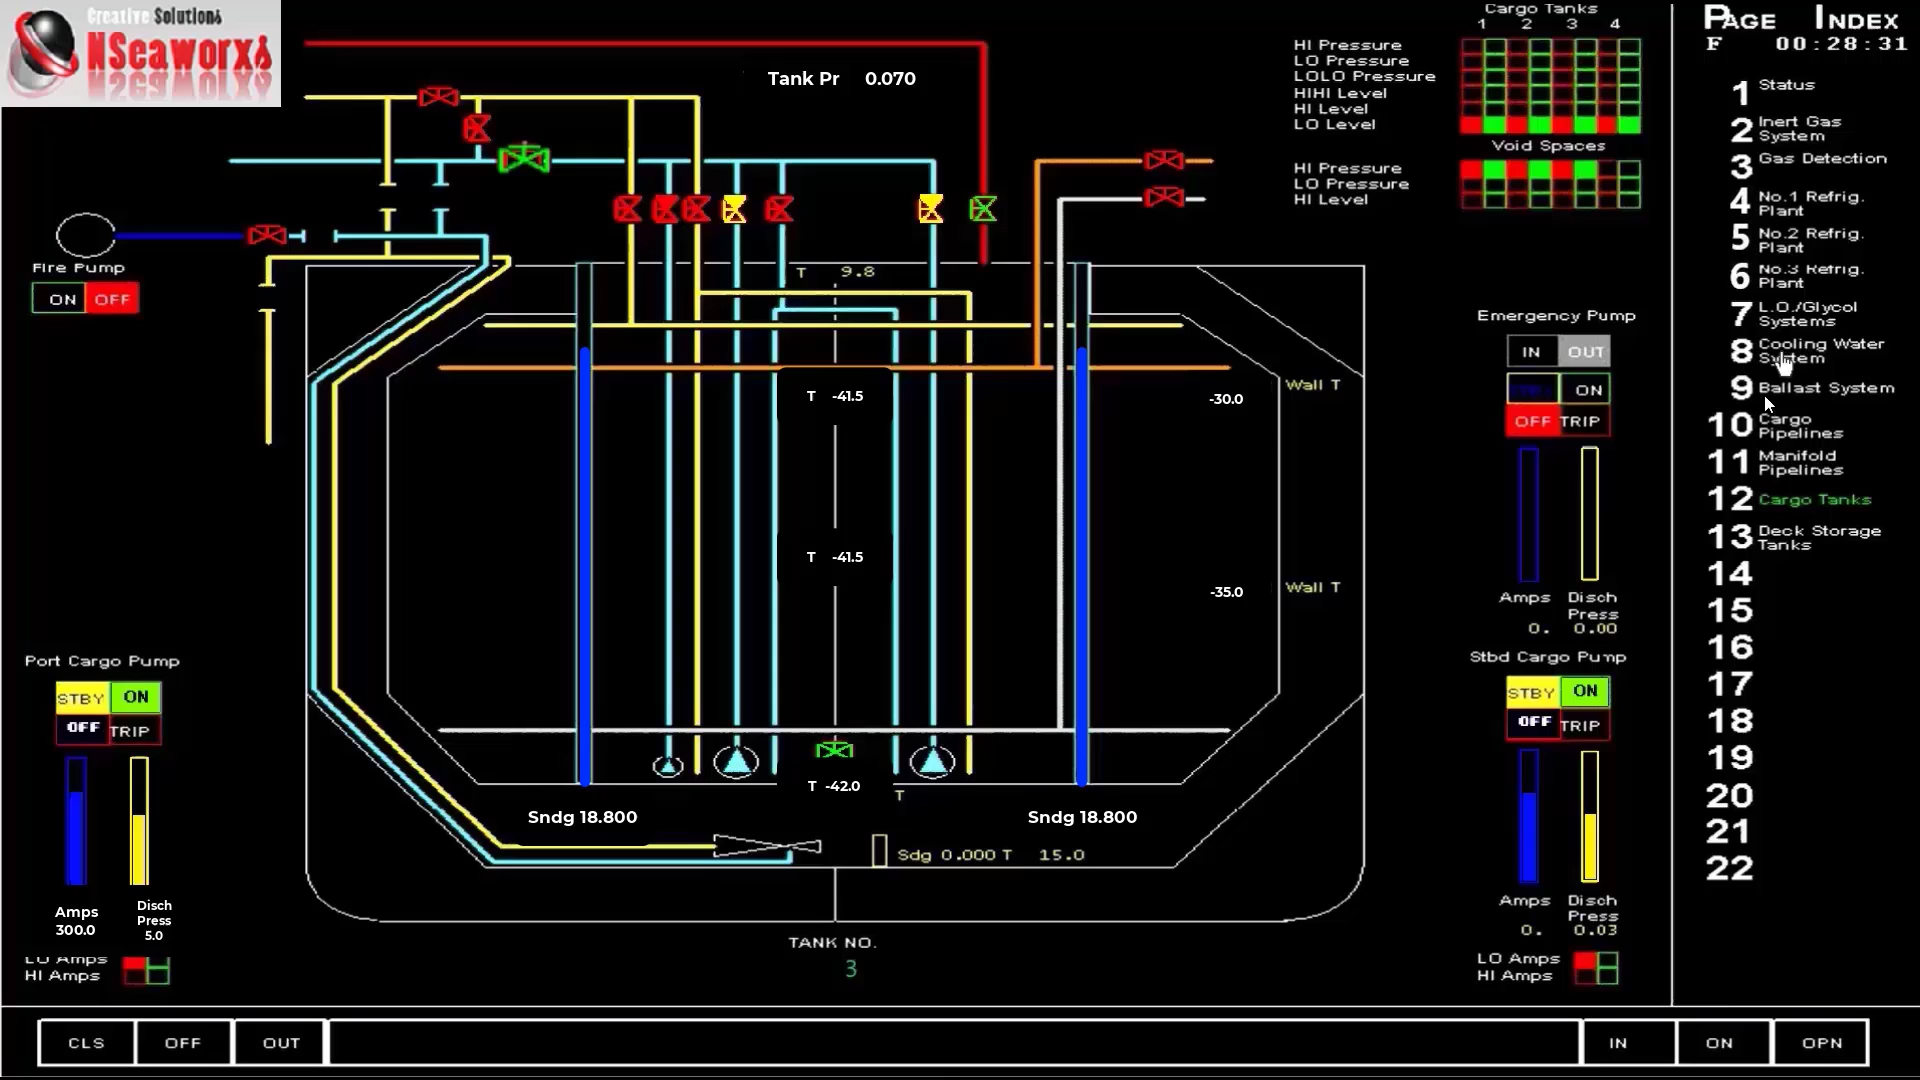 Creative Solutions
NSeaworx
Tank Pr 0.070
Cargo Tanks
1 2 3 4
HI Pressure
LO Pressure
LOLO Pressure
HIHI Level
HI Level
LO Level
Void Spaces
HI Pressure
LO Pressure
HI Level
PAGE INDEX
F 00:28:31
1 Status
2 Inert Gas
System
3 Gas Detection
4 No.1 Refrig.
Plant
5 No.2 Refrig.
Plant
6 No.3 Refrig.
Plant
7 L.O./Glycol
Systems
8 Cooling Water
System
9 Ballast System
10 Cargo
Pipelines
11 Manifold
Pipelines
12 Cargo Tanks
13 Deck Storage
Tanks
14
15
16
17
18
19
20
21
22
Fire Pump
ON OFF
T 9.8
T -41.5
T -41.5
T -42.0
T
-30.0 Wall T
-35.0 Wall T
Sndg 18.800
Sndg 18.800
Sdg 0.000 T 15.0
TANK NO.
3
Emergency Pump
IN OUT
ON
OFF TRIP
Amps Disch
Press
0. 0.00
Port Cargo Pump
STBY ON
OFF TRIP
Amps Disch
Press
300.0 5.0
LO Amps
HI Amps
Stbd Cargo Pump
STBY ON
OFF TRIP
Amps Disch
Press
0. 0.03
LO Amps
HI Amps
CLS OFF OUT IN ON OPN